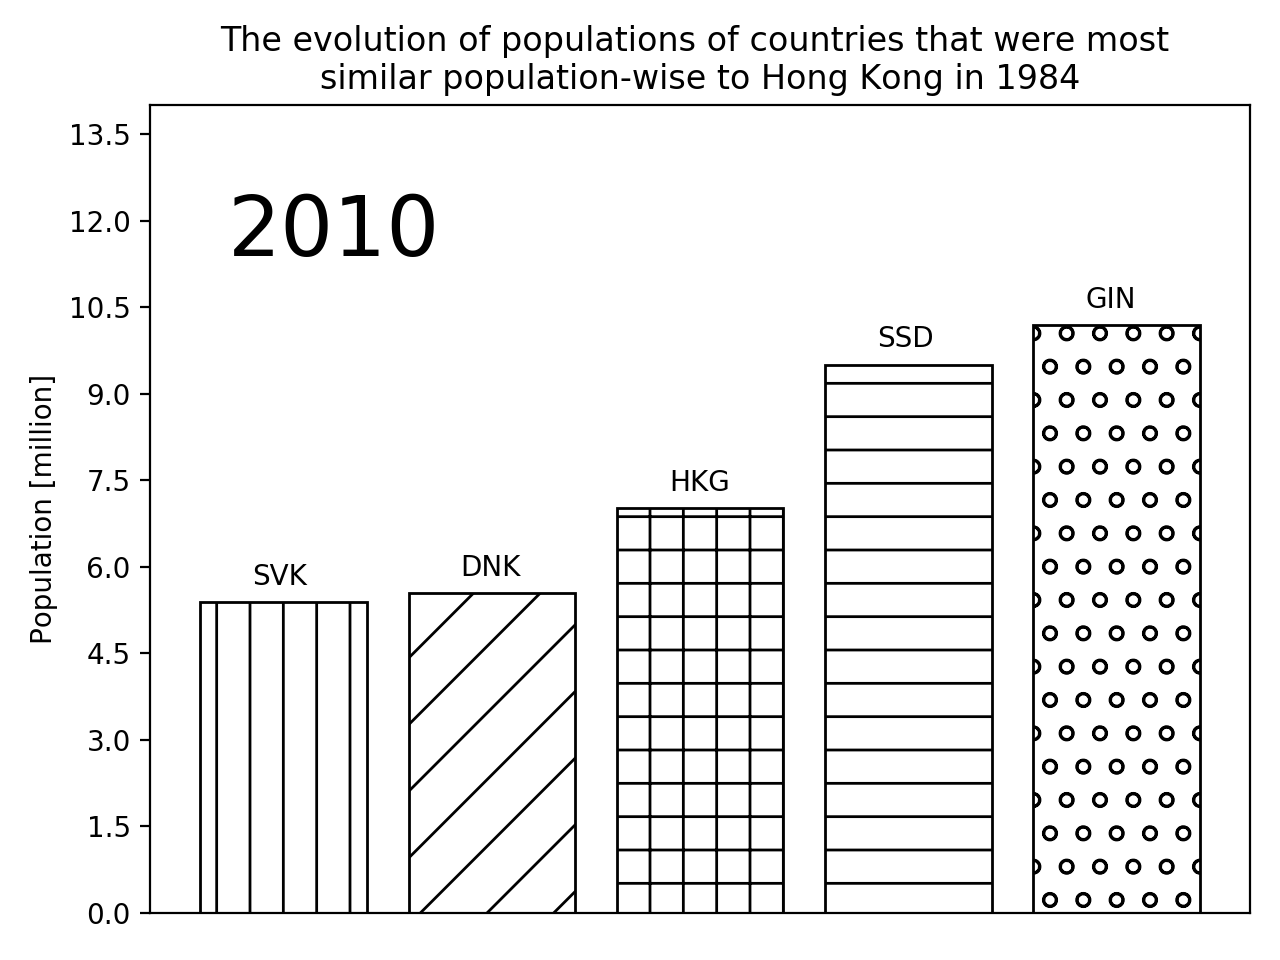 The evolution of populations of countries that were most
similar population-wise to Hong Kong in 1984
13.5
12.0
10.5
9.0
7.5
6.0
4.5
3.0
1.5
0.0
Population [million]
2010
SVK
DNK
HKG
SSD
GIN